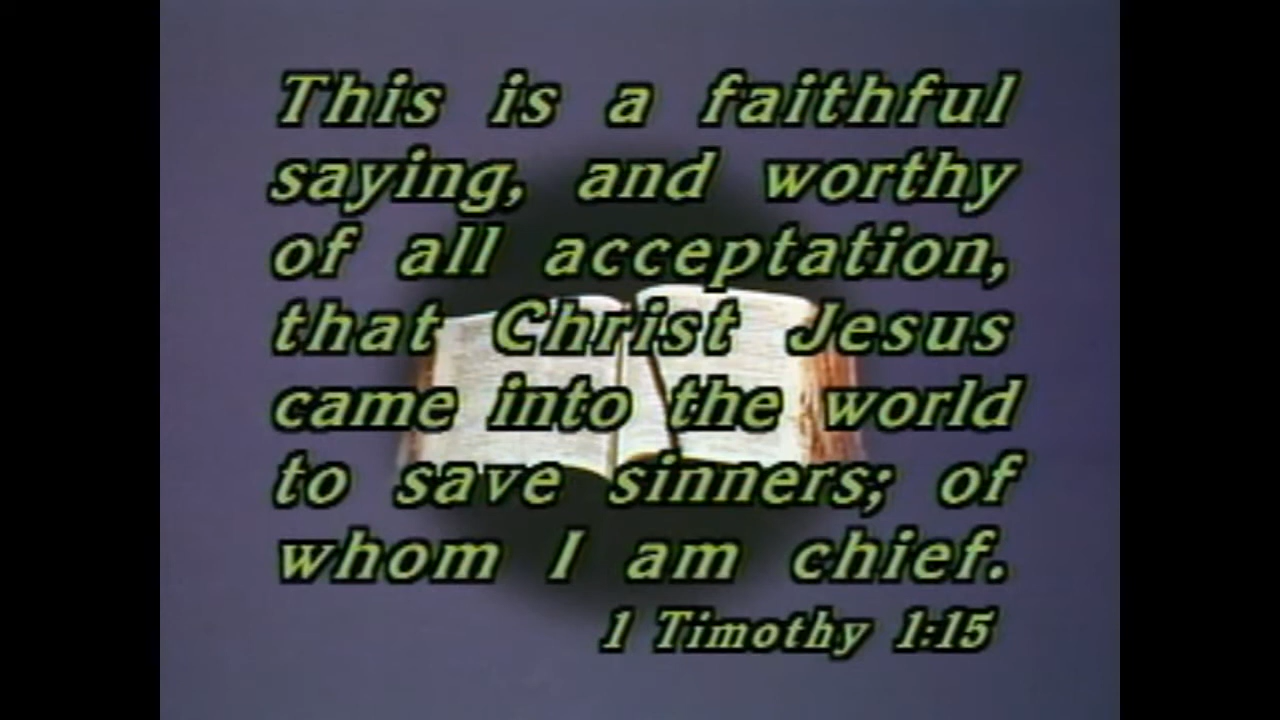 This is a faithful
saying, and worthy
of all acceptation,
that Christ Jesus
came into the world
to save sinners; of
whom I am chief.
1 Timothy 1:15